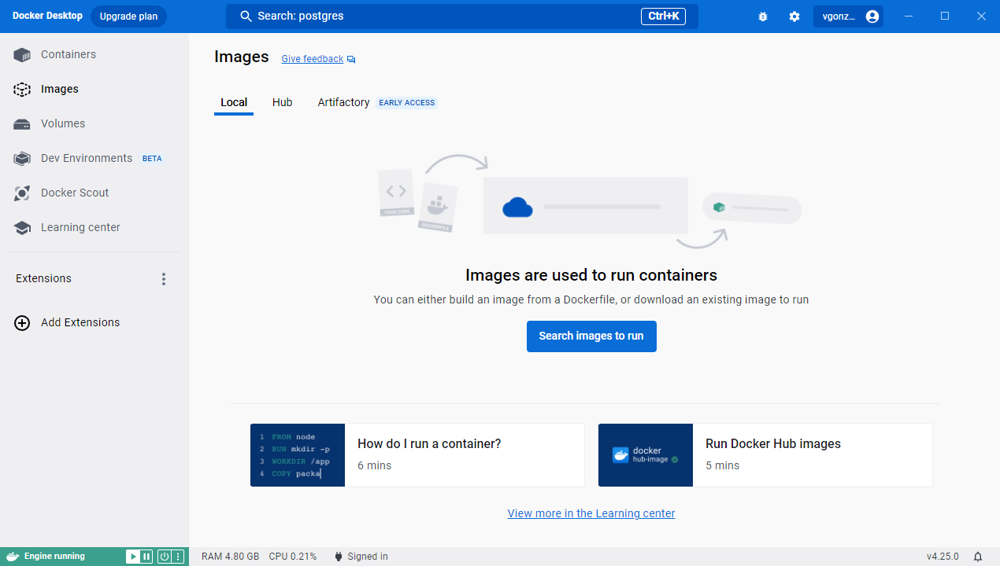 Docker Desktop Upgrade plan Search: postgres Ctrl+K vgonz...
Containers
Images
Volumes
Dev Environments BETA
Docker Scout
Learning center
Extensions
Add Extensions
Images Give feedback
Local Hub Artifactory EARLY ACCESS
YOUR CODE
DOCKERFILE
Images are used to run containers
You can either build an image from a Dockerfile, or download an existing image to run
Search images to run
1 FROM node
2 RUN mkdir -p
3 WORKDIR /app
4 COPY packa
How do I run a container?
6 mins
docker
hub-image
Run Docker Hub images
5 mins
View more in the Learning center
Engine running RAM 4.80 GB CPU 0.21% Signed in v4.25.0